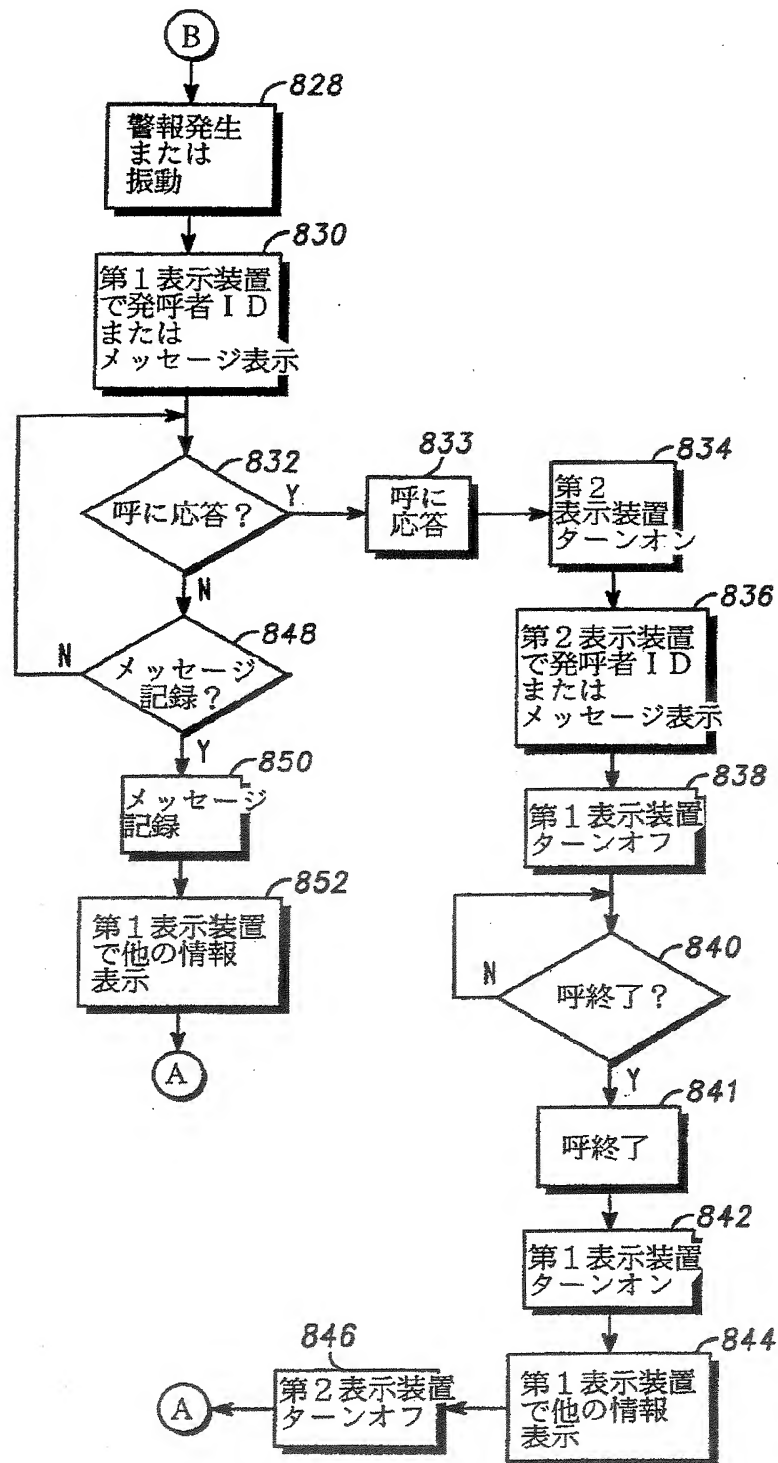 B
828
警報発生
または
振動
830
第1表示装置
で発呼者ID
または
メッセージ表示
832
呼に応答?
Y
N
833
呼に
応答
834
第2
表示装置
ターンオン
836
第2表示装置
で発呼者ID
または
メッセージ表示
838
第1表示装置
ターンオフ
840
呼終了?
N
Y
841
呼終了
842
第1表示装置
ターンオン
844
第1表示装置
で他の情報
表示
846
第2表示装置
ターンオフ
A
848
メッセージ
記録?
N
Y
850
メッセージ
記録
852
第1表示装置
で他の情報
表示
A